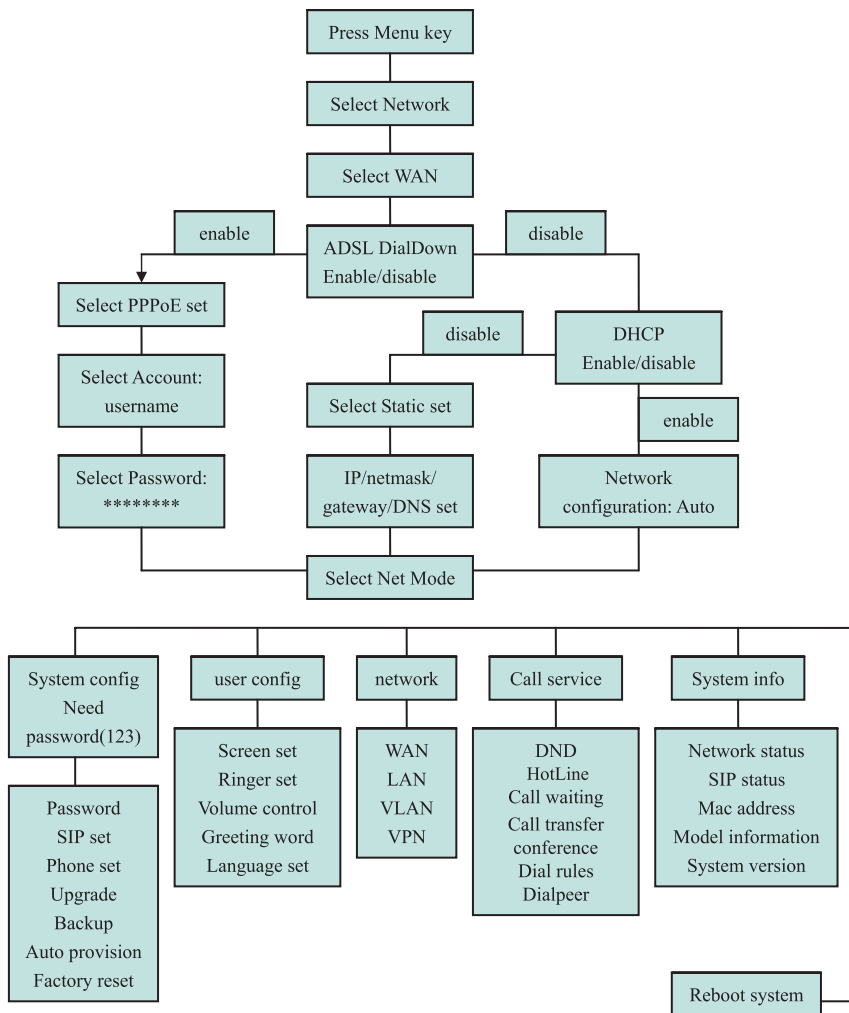 Press Menu key
Select Network
Select WAN
enable
ADSL DialDown
Enable/disable
disable
Select PPPoE set
disable
DHCP
Enable/disable
Select Account:
username
Select Static set
enable
Select Password:
********
IP/netmask/
gateway/DNS set
Network
configuration: Auto
Select Net Mode
System config
Need
password(123)
user config
network
Call service
System info
Password
SIP set
Phone set
Upgrade
Backup
Auto provision
Factory reset
Screen set
Ringer set
Volume control
Greeting word
Language set
WAN
LAN
VLAN
VPN
DND
HotLine
Call waiting
Call transfer
conference
Dial rules
Dialpeer
Network status
SIP status
Mac address
Model information
System version
Reboot system